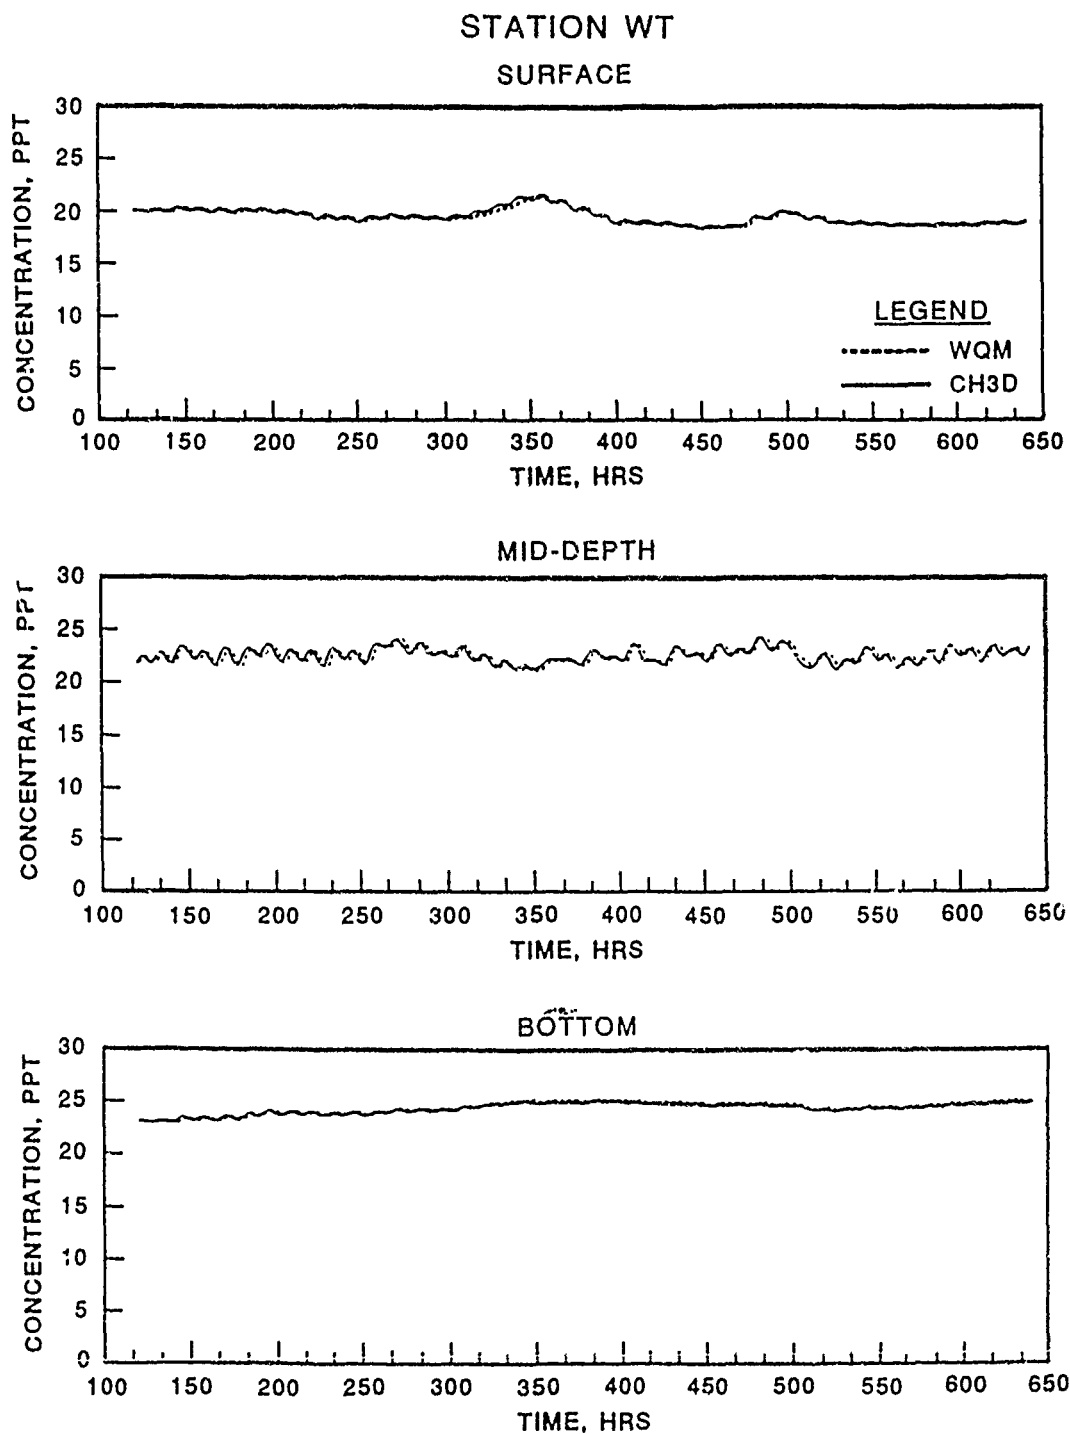 STATION WT
SURFACE
CONCENTRATION, PPT
30
25
20
15
10
5
0
100 150 200 250 300 350 400 450 500 550 600 650
TIME, HRS
LEGEND
WQM
CH3D
MID-DEPTH
CONCENTRATION, PPT
30
25
20
15
10
5
0
100 150 200 250 300 350 400 450 500 550 600 650
TIME, HRS
BOTTOM
CONCENTRATION, PPT
30
25
20
15
10
5
0
100 150 200 250 300 350 400 450 500 550 600 650
TIME, HRS